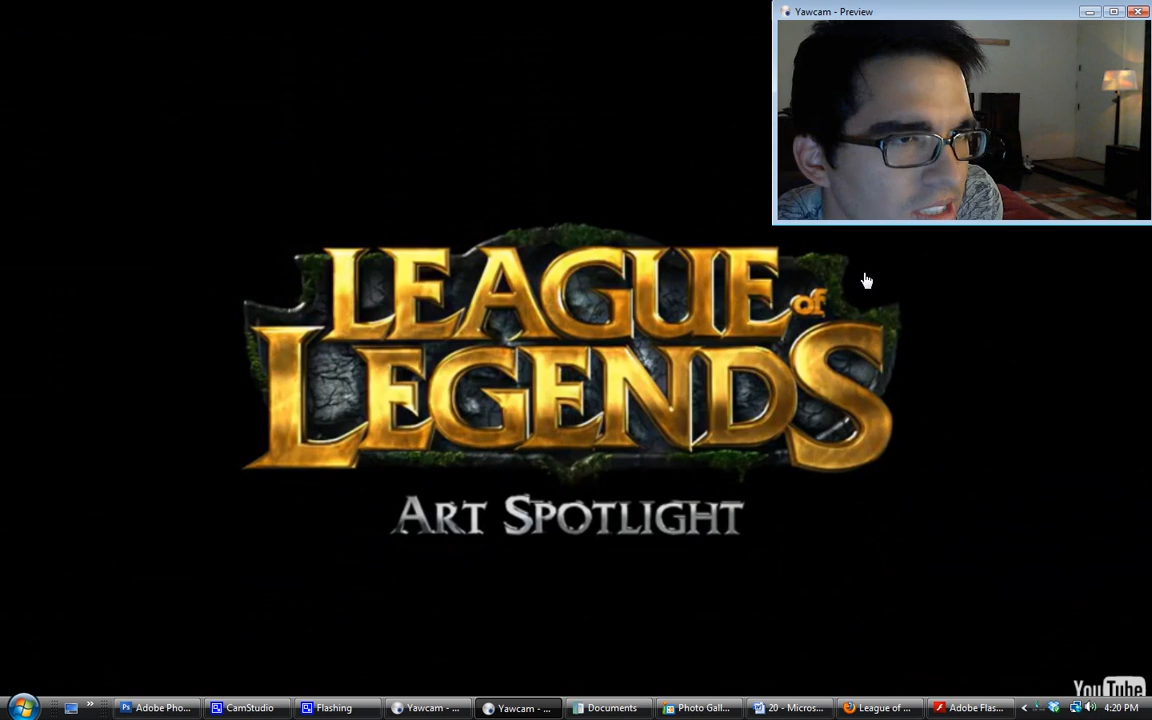 Yawcam - Preview
LEAGUE of
LEGENDS
ART SPOTLIGHT
YouTube
Adobe Pho...
CamStudio
Flashing
Yawcam - ...
Yawcam - ...
Documents
Photo Gall...
20 - Micros...
League of ...
Adobe Flas...
4:20 PM